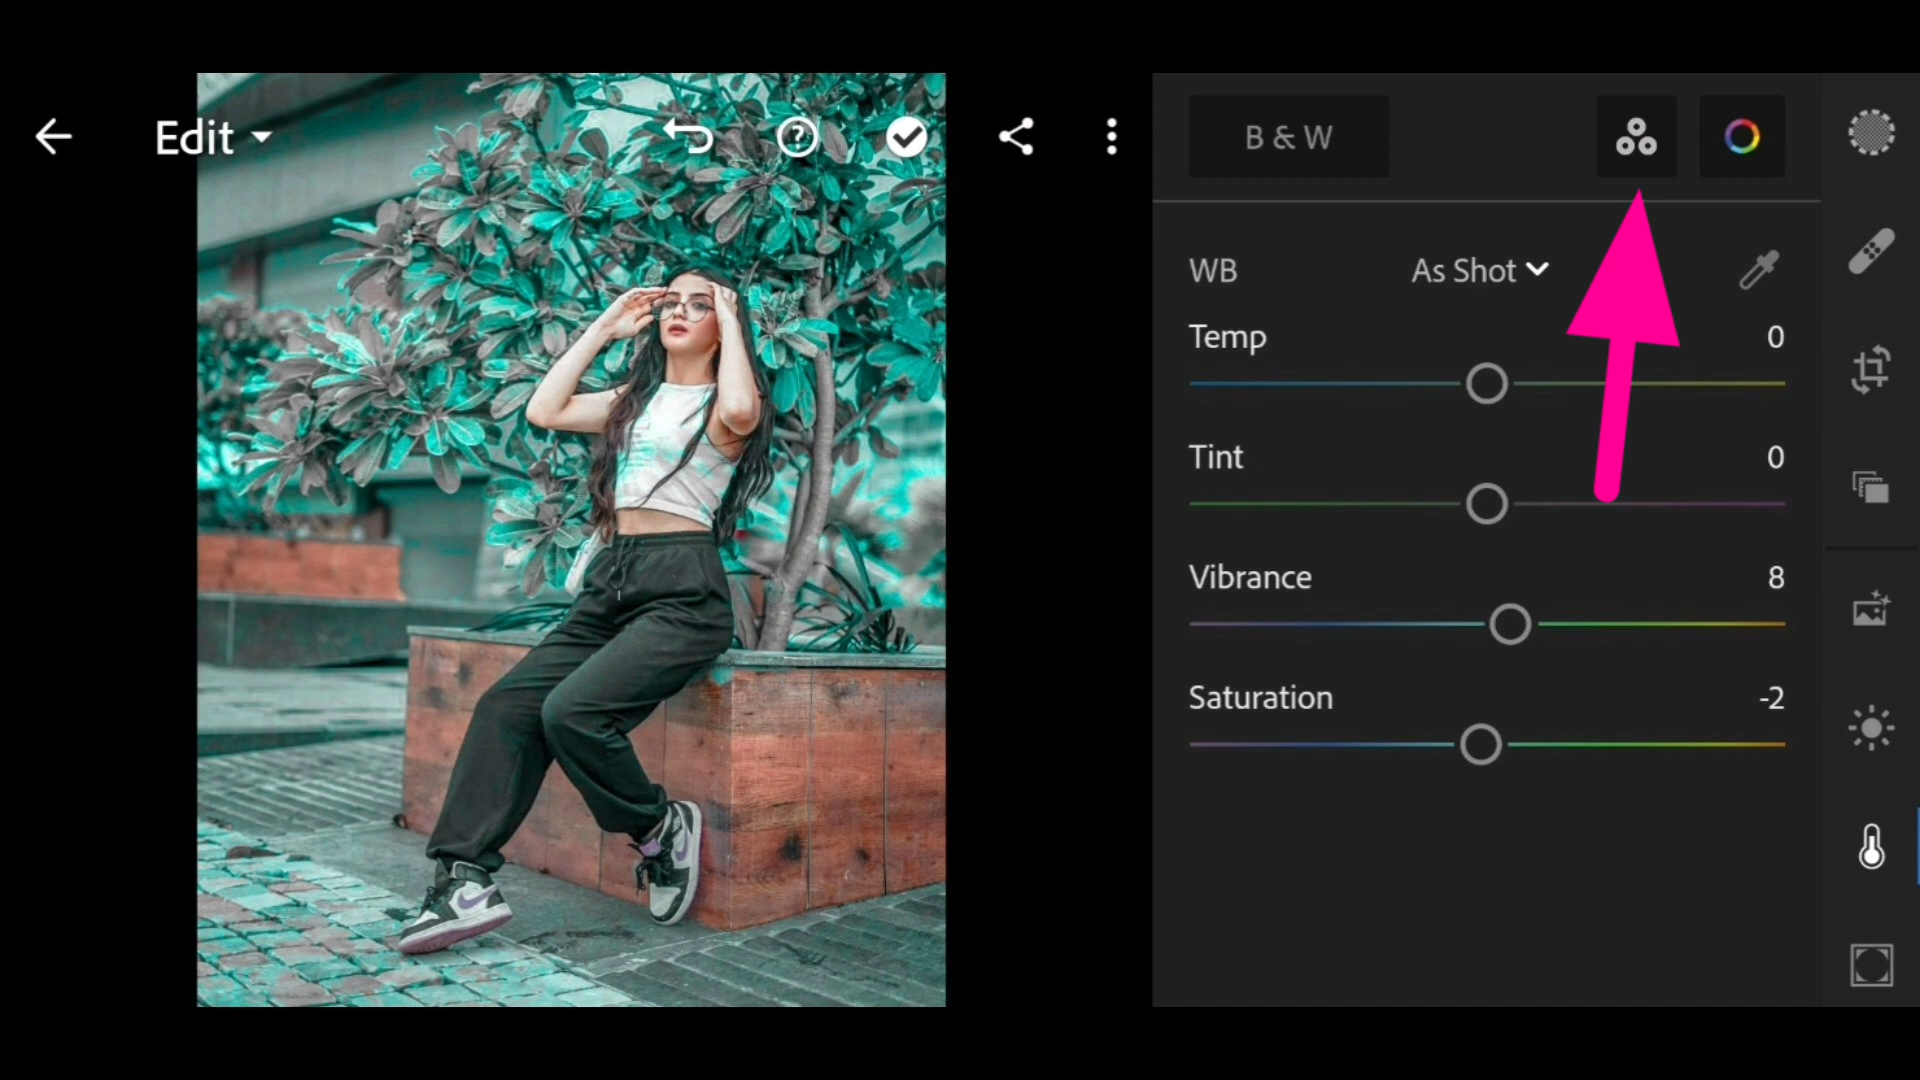 Edit
B & W
WB As Shot
Temp 0
Tint 0
Vibrance 8
Saturation -2